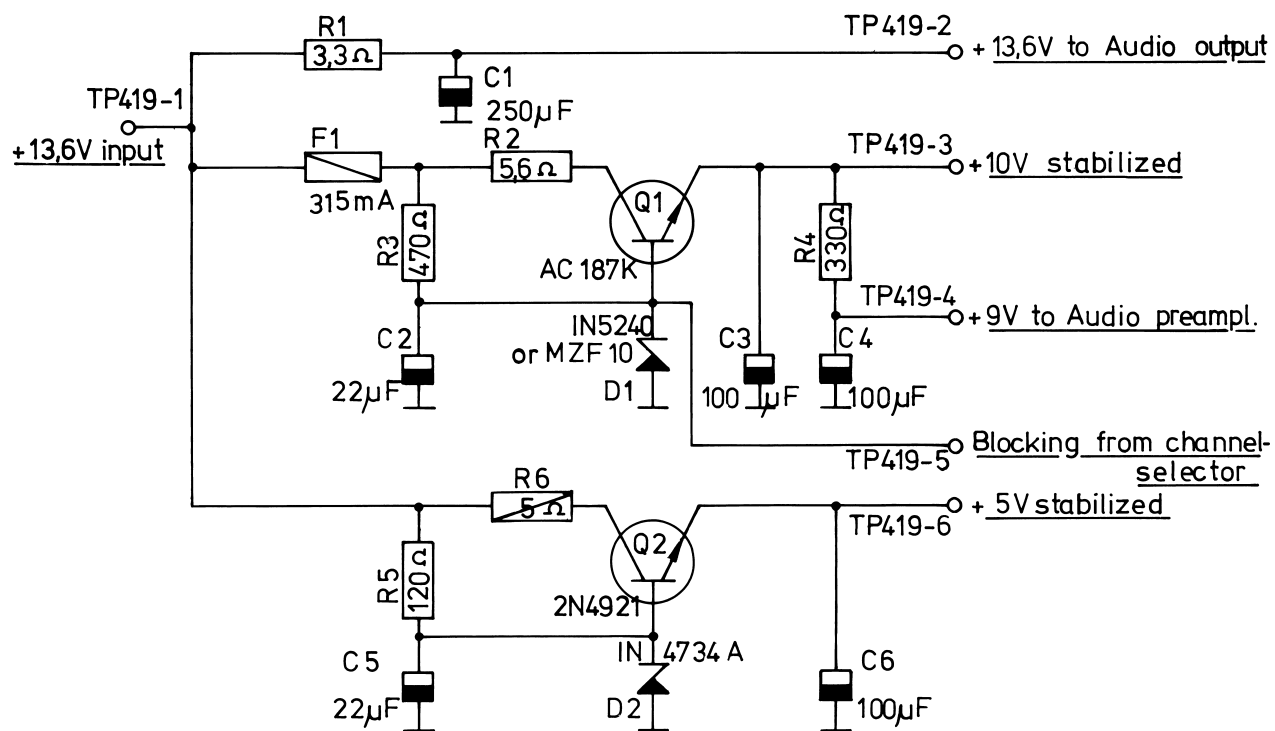 R1
3,3Ω
TP419-2
+13,6V to Audio output
C1
250µF
TP419-1
+13,6V input
F1
315mA
R2
5,6Ω
TP419-3
+10V stabilized
Q1
AC 187K
R3
470Ω
R4
330Ω
TP419-4
+9V to Audio preampl.
C2
22µF
IN5240
or MZF10
D1
C3
100 µF
C4
100µF
TP419-5
Blocking from channel-
selector
R6
5Ω
TP419-6
+ 5V stabilized
Q2
2N4921
R5
120Ω
C5
22µF
IN 4734 A
D2
C6
100µF